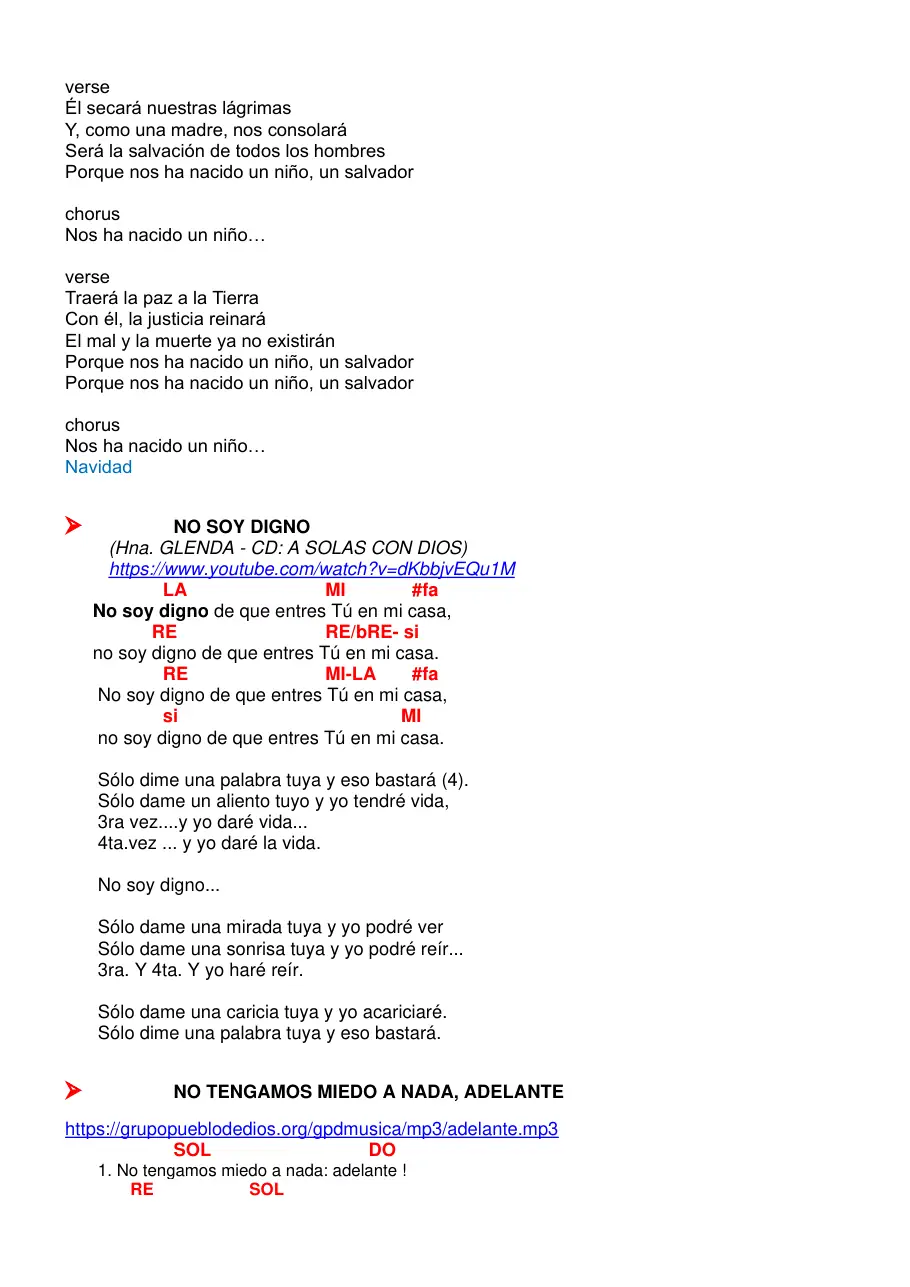 verse
Él secará nuestras lágrimas
Y, como una madre, nos consolará
Será la salvación de todos los hombres
Porque nos ha nacido un niño, un salvador
chorus
Nos ha nacido un niño…
verse
Traerá la paz a la Tierra
Con él, la justicia reinará
El mal y la muerte ya no existirán
Porque nos ha nacido un niño, un salvador
Porque nos ha nacido un niño, un salvador
chorus
Nos ha nacido un niño…
Navidad
NO SOY DIGNO
(Hna. GLENDA - CD: A SOLAS CON DIOS)
https://www.youtube.com/watch?v=dKbbjvEQu1M
LA MI #fa
No soy digno de que entres Tú en mi casa,
RE RE/bRE- si
no soy digno de que entres Tú en mi casa.
RE MI-LA #fa
No soy digno de que entres Tú en mi casa,
si MI
no soy digno de que entres Tú en mi casa.
Sólo dime una palabra tuya y eso bastará (4).
Sólo dame un aliento tuyo y yo tendré vida,
3ra vez....y yo daré vida...
4ta.vez ... y yo daré la vida.
No soy digno...
Sólo dame una mirada tuya y yo podré ver
Sólo dame una sonrisa tuya y yo podré reír...
3ra. Y 4ta. Y yo haré reír.
Sólo dame una caricia tuya y yo acariciaré.
Sólo dime una palabra tuya y eso bastará.
NO TENGAMOS MIEDO A NADA, ADELANTE
https://grupopueblodedios.org/gpdmusica/mp3/adelante.mp3
SOL DO
1. No tengamos miedo a nada: adelante !
RE SOL